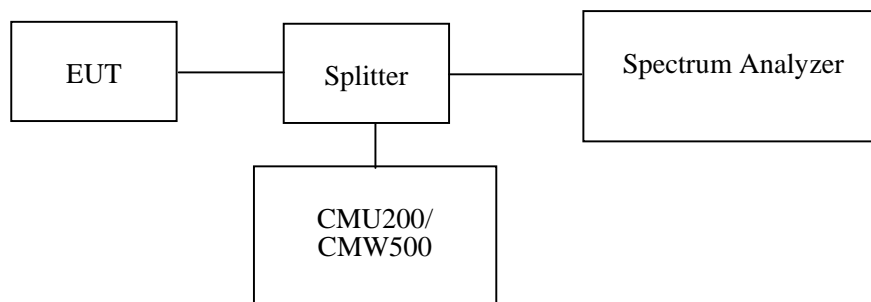 EUT
Splitter
Spectrum Analyzer
CMU200/
CMW500